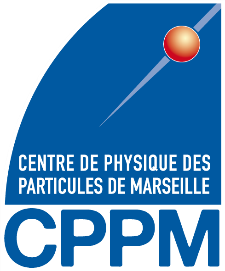 CENTRE DE PHYSIQUE DES
PARTICULES DE MARSEILLE
CPPM